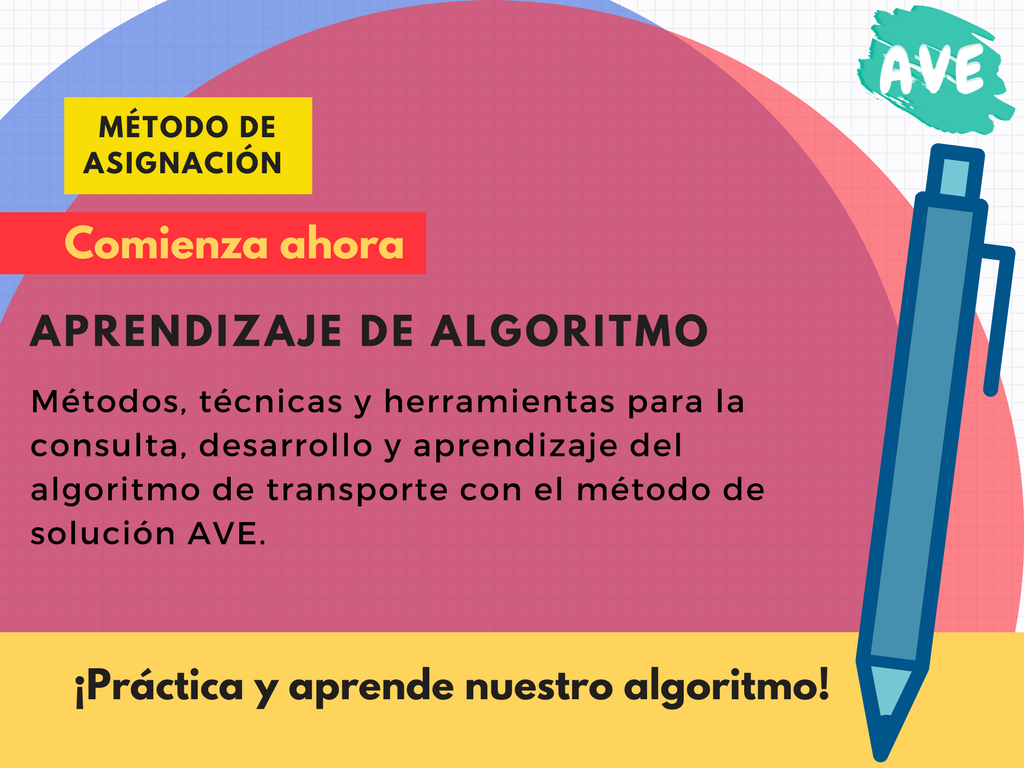 AVE
MÉTODO DE
ASIGNACIÓN
Comienza ahora
APRENDIZAJE DE ALGORITMO
Métodos, técnicas y herramientas para la
consulta, desarrollo y aprendizaje del
algoritmo de transporte con el método de
solución AVE.
¡Práctica y aprende nuestro algoritmo!